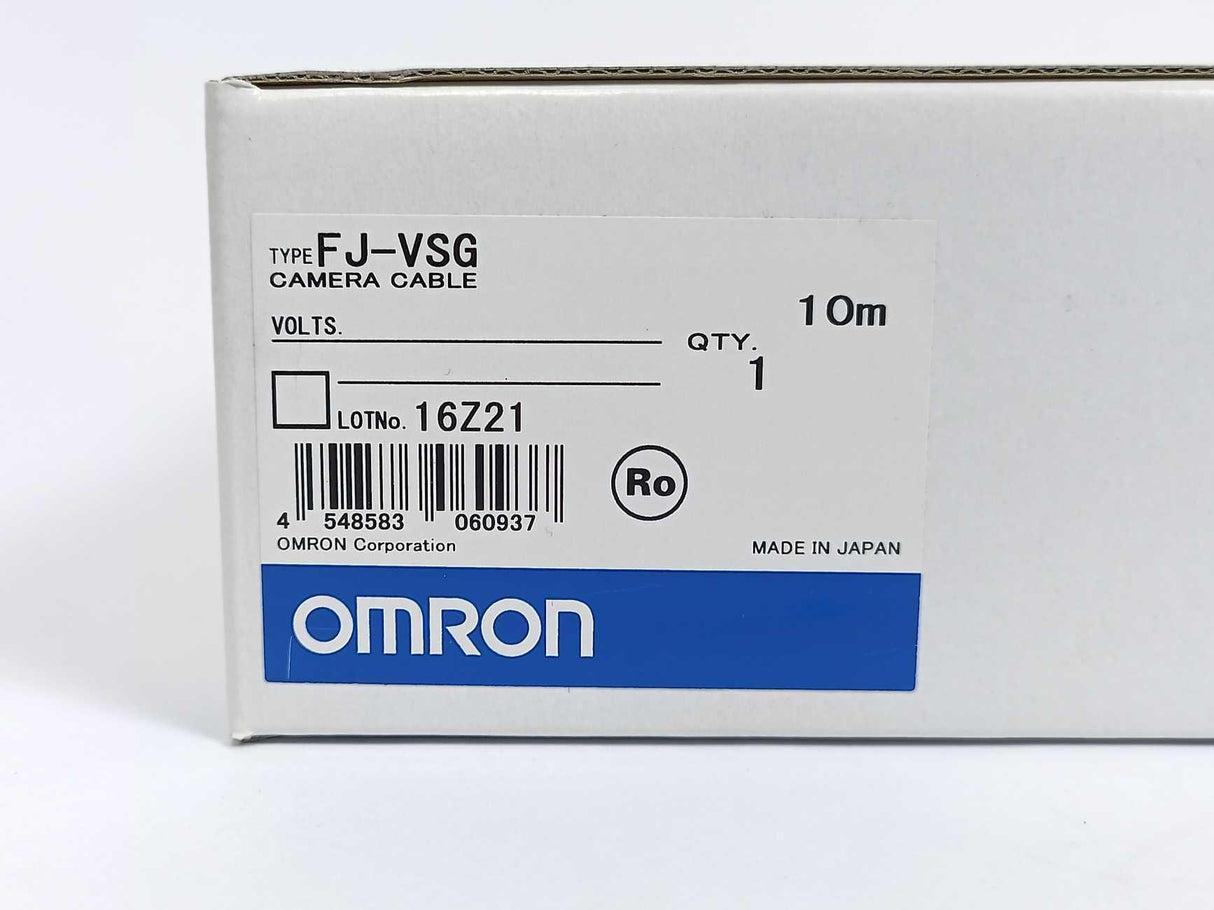 TYPE FJ-VSG
CAMERA CABLE
10m
VOLTS.
QTY.
1
LOTNo. 16Z21
Ro
4 548583 060937
OMRON Corporation
MADE IN JAPAN
OMRON